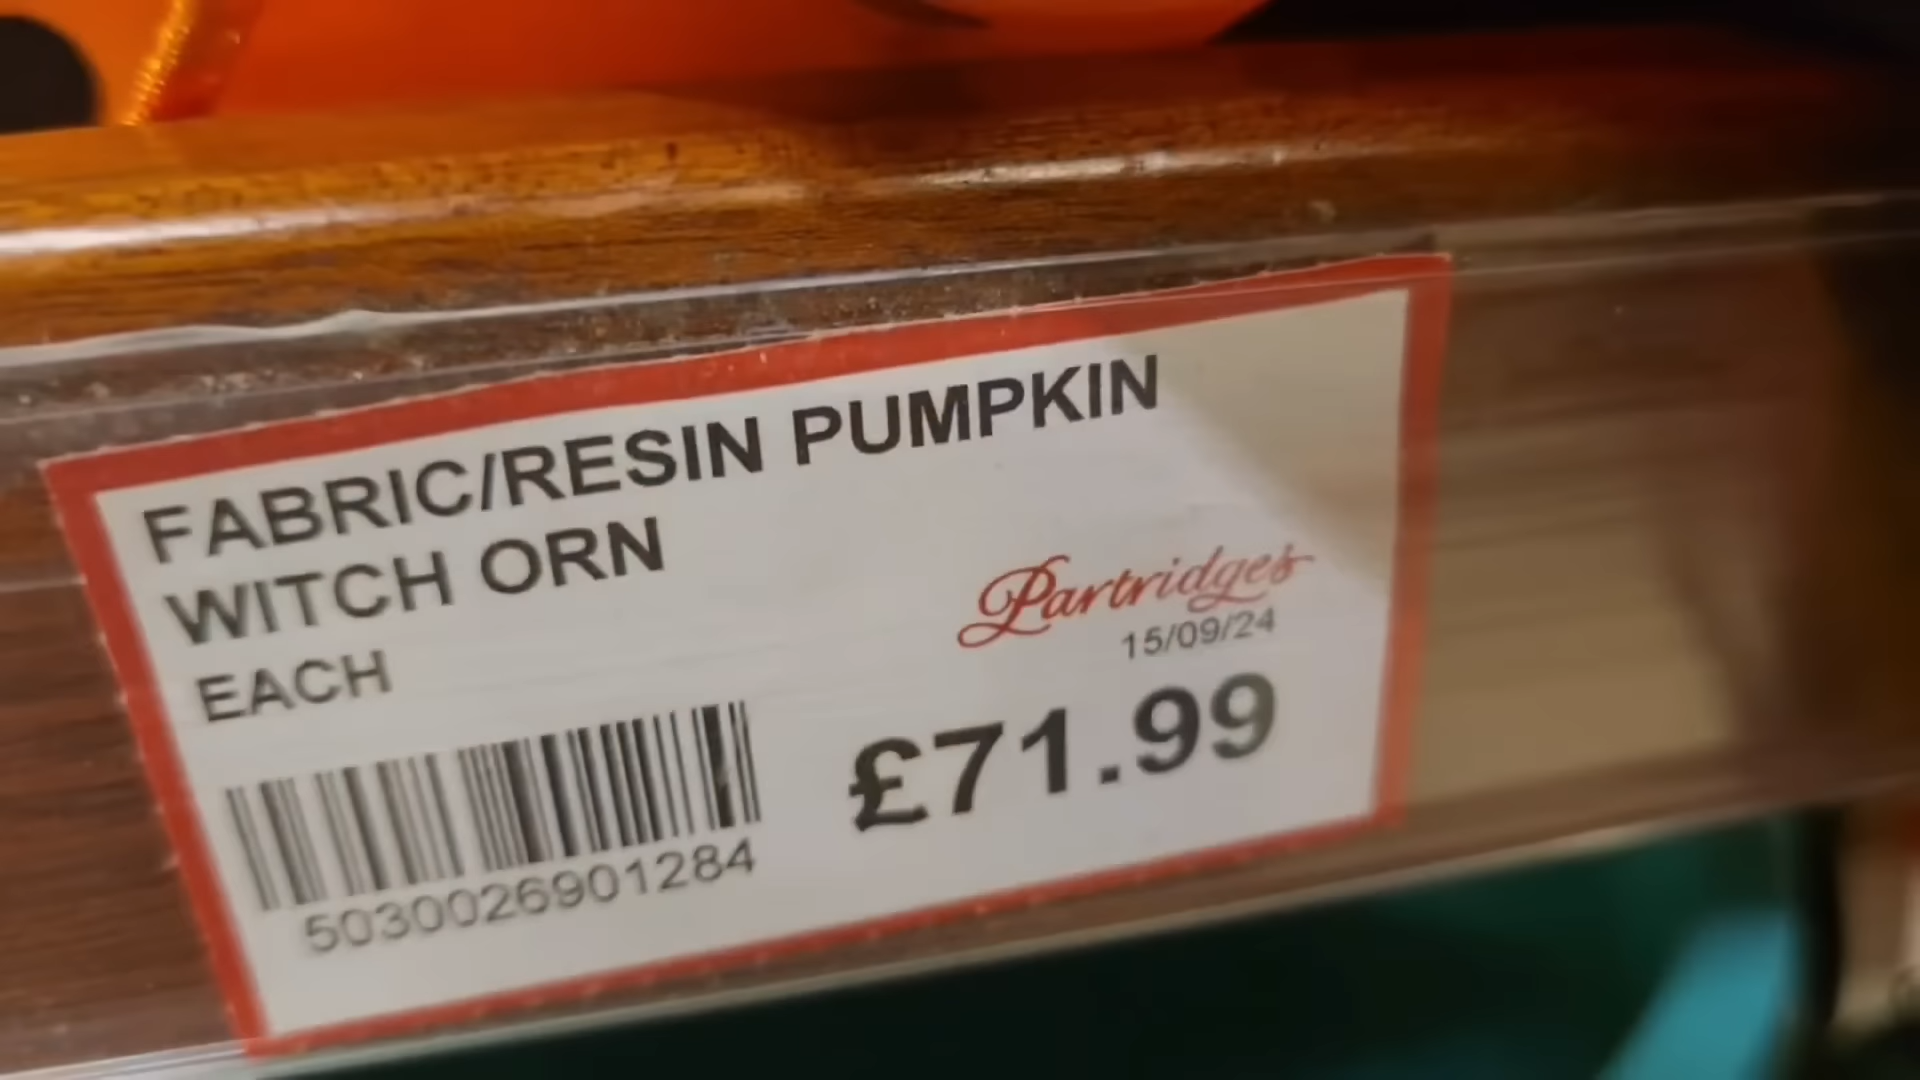 FABRIC/RESIN PUMPKIN
WITCH ORN
EACH
Partridges
15/09/24
£71.99
5030026901284